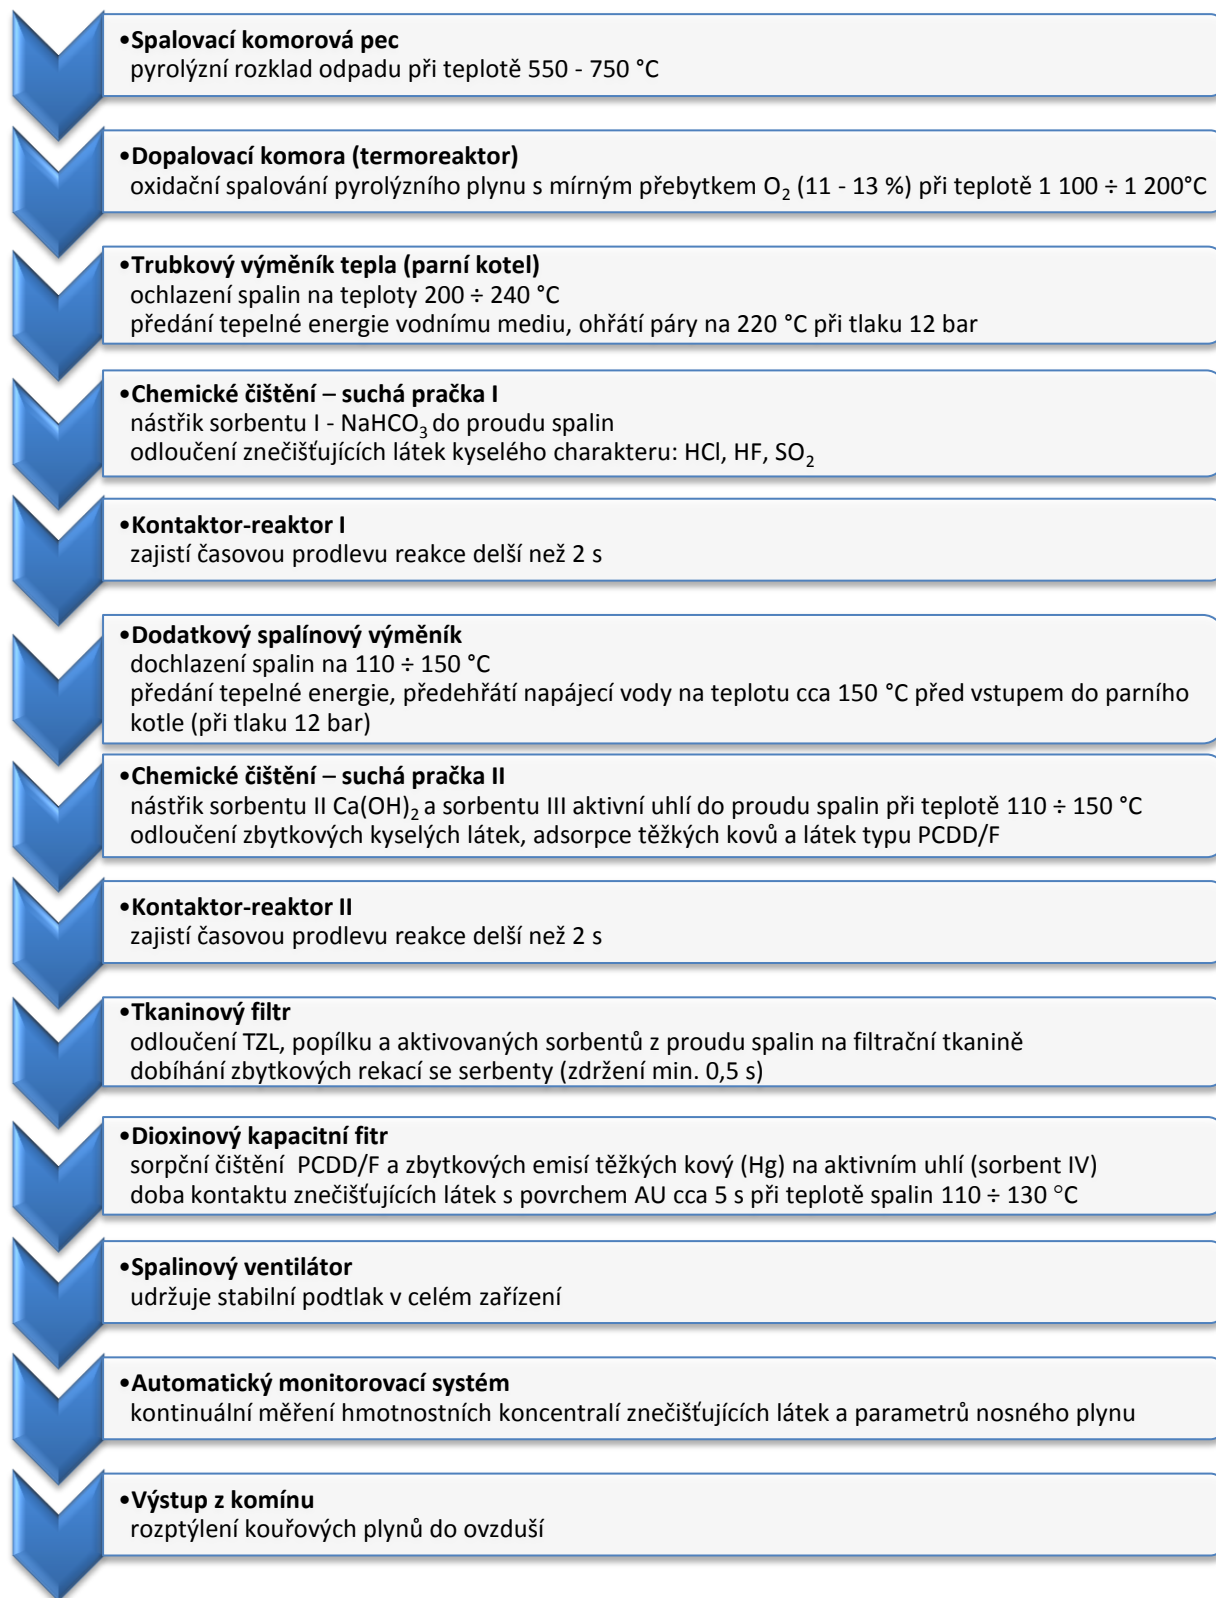 •Spalovací komorová pec
pyrolýzní rozklad odpadu při teplotě 550 - 750 °C
•Dopalovací komora (termoreaktor)
oxidační spalování pyrolýzního plynu s mírným přebytkem O₂ (11 - 13 %) při teplotě 1 100 ÷ 1 200°C
•Trubkový výměník tepla (parní kotel)
ochlazení spalin na teploty 200 ÷ 240 °C
předání tepelné energie vodnímu mediu, ohřátí páry na 220 °C při tlaku 12 bar
•Chemické čištění – suchá pračka I
nástřik sorbentu I - NaHCO₃ do proudu spalin
odloučení znečišťujících látek kyselého charakteru: HCl, HF, SO₂
•Kontaktor-reaktor I
zajistí časovou prodlevu reakce delší než 2 s
•Dodatkový spalínový výměník
dochlazení spalin na 110 ÷ 150 °C
předání tepelné energie, předehřátí napájecí vody na teplotu cca 150 °C před vstupem do parního
kotle (při tlaku 12 bar)
•Chemické čištění – suchá pračka II
nástřik sorbentu II Ca(OH)₂ a sorbentu III aktivní uhlí do proudu spalin při teplotě 110 ÷ 150 °C
odloučení zbytkových kyselých látek, adsorpce těžkých kovů a látek typu PCDD/F
•Kontaktor-reaktor II
zajistí časovou prodlevu reakce delší než 2 s
•Tkaninový filtr
odloučení TZL, popílku a aktivovaných sorbentů z proudu spalin na filtrační tkanině
dobíhání zbytkových rekací se serbenty (zdržení min. 0,5 s)
•Dioxinový kapacitní fitr
sorpční čištění PCDD/F a zbytkových emisí těžkých kový (Hg) na aktivním uhlí (sorbent IV)
doba kontaktu znečišťujících látek s povrchem AU cca 5 s při teplotě spalin 110 ÷ 130 °C
•Spalinový ventilátor
udržuje stabilní podtlak v celém zařízení
•Automatický monitorovací systém
kontinuální měření hmotnostních koncentralí znečišťujících látek a parametrů nosného plynu
•Výstup z komínu
rozptýlení kouřových plynů do ovzduší